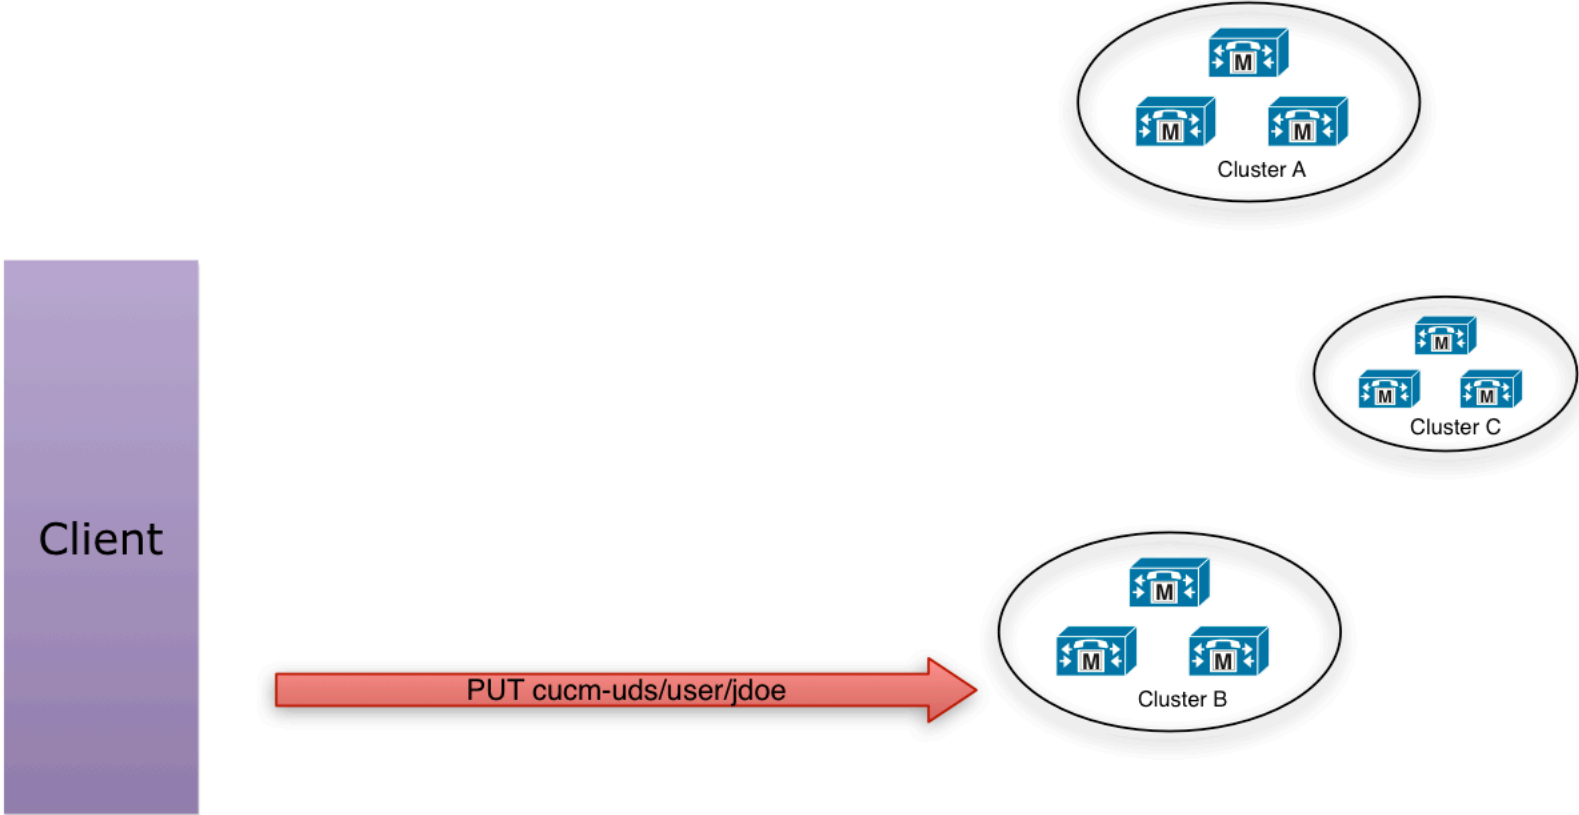 M
M M
Cluster A
M
M M
Cluster C
Client
M
M M
PUT cucm-uds/user/jdoe
Cluster B